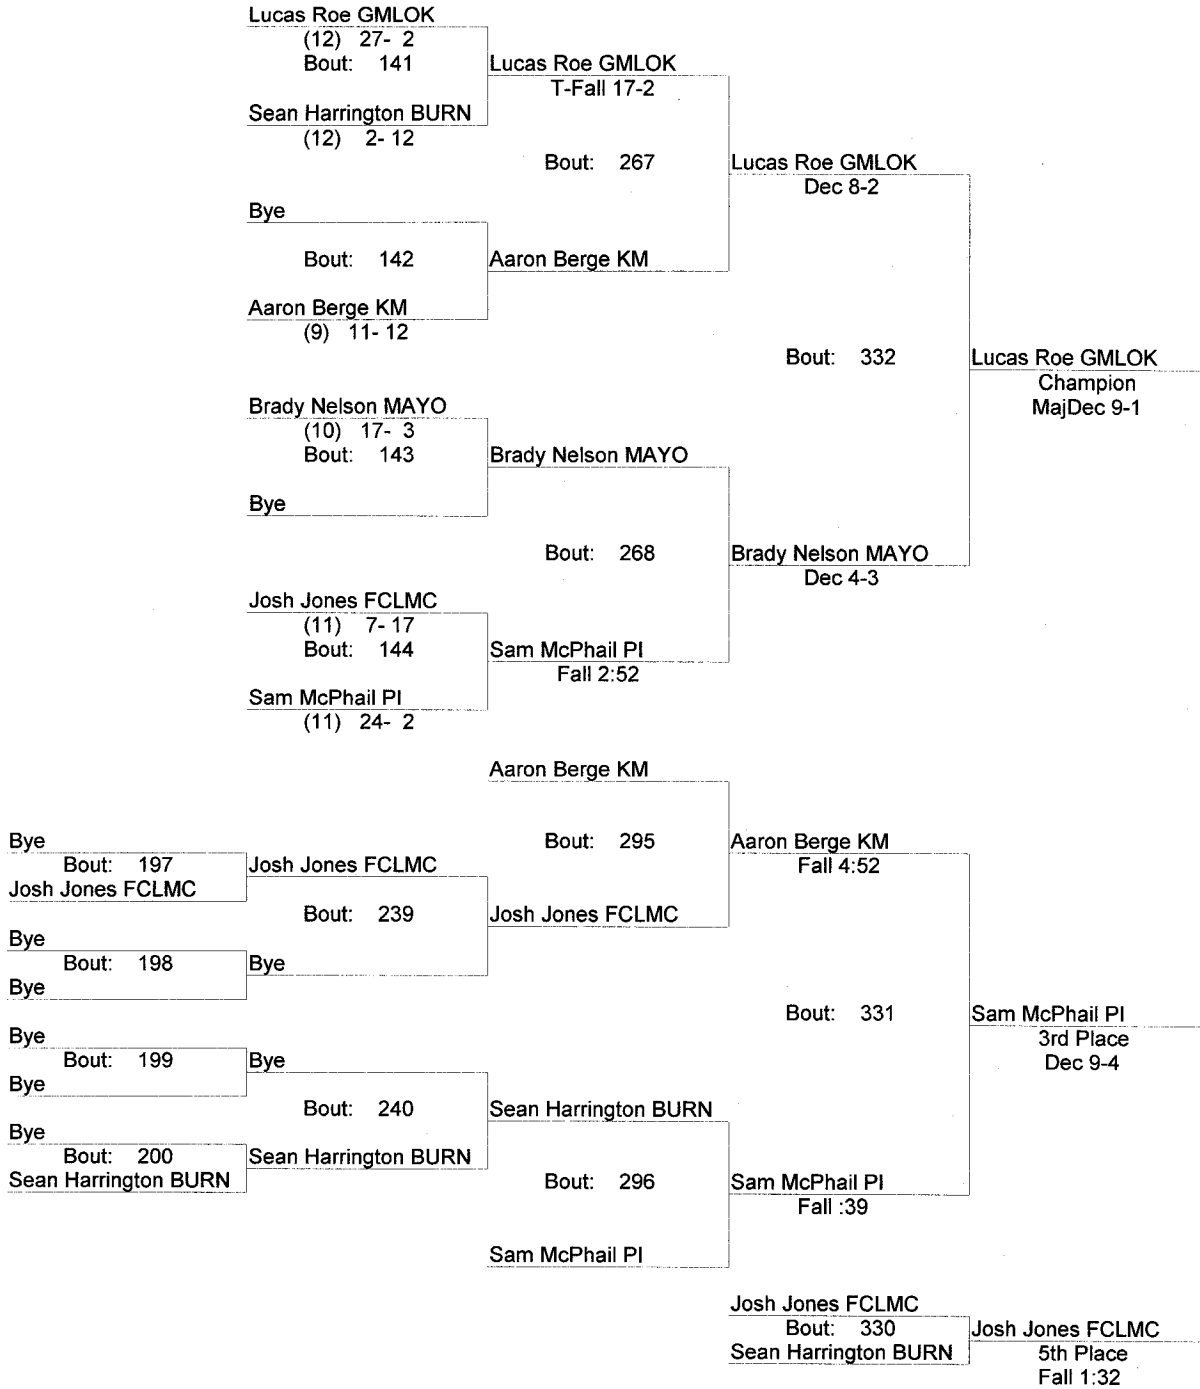 Lucas Roe GMLOK
(12) 27- 2
Bout: 141
Lucas Roe GMLOK
T-Fall 17-2
Sean Harrington BURN
(12) 2- 12
Bout: 267
Lucas Roe GMLOK
Dec 8-2
Bye
Bout: 142
Aaron Berge KM
Aaron Berge KM
(9) 11- 12
Bout: 332
Lucas Roe GMLOK
Champion
MajDec 9-1
Brady Nelson MAYO
(10) 17- 3
Bout: 143
Brady Nelson MAYO
Bye
Bout: 268
Brady Nelson MAYO
Dec 4-3
Josh Jones FCLMC
(11) 7- 17
Bout: 144
Sam McPhail PI
Fall 2:52
Sam McPhail PI
(11) 24- 2
Aaron Berge KM
Bye
Bout: 197
Josh Jones FCLMC
Josh Jones FCLMC
Bout: 295
Aaron Berge KM
Fall 4:52
Bout: 239
Josh Jones FCLMC
Bye
Bout: 198
Bye
Bye
Bout: 331
Sam McPhail PI
3rd Place
Dec 9-4
Bye
Bout: 199
Bye
Bye
Bout: 240
Sean Harrington BURN
Bye
Bout: 200
Sean Harrington BURN
Sean Harrington BURN
Bout: 296
Sam McPhail PI
Fall :39
Sam McPhail PI
Josh Jones FCLMC
Bout: 330
Sean Harrington BURN
Josh Jones FCLMC
5th Place
Fall 1:32